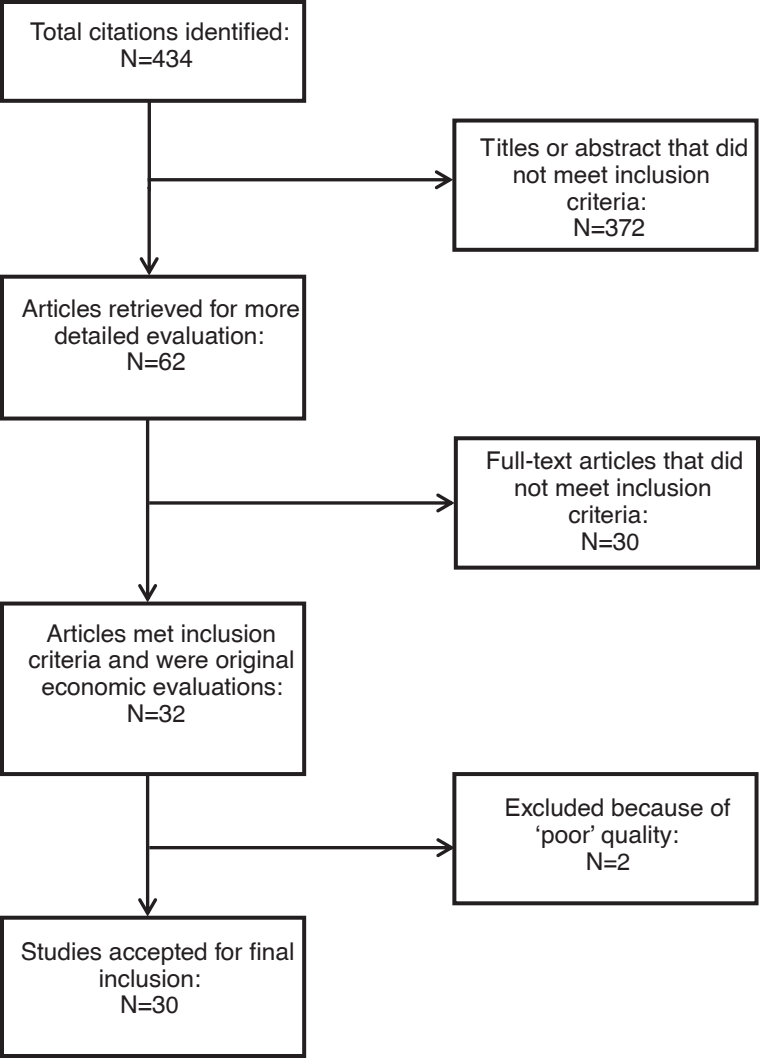 Total citations identified:
N=434
Titles or abstract that did
not meet inclusion
criteria:
N=372
Articles retrieved for more
detailed evaluation:
N=62
Full-text articles that did
not meet inclusion
criteria:
N=30
Articles met inclusion
criteria and were original
economic evaluations:
N=32
Excluded because of
‘poor’ quality:
N=2
Studies accepted for final
inclusion:
N=30